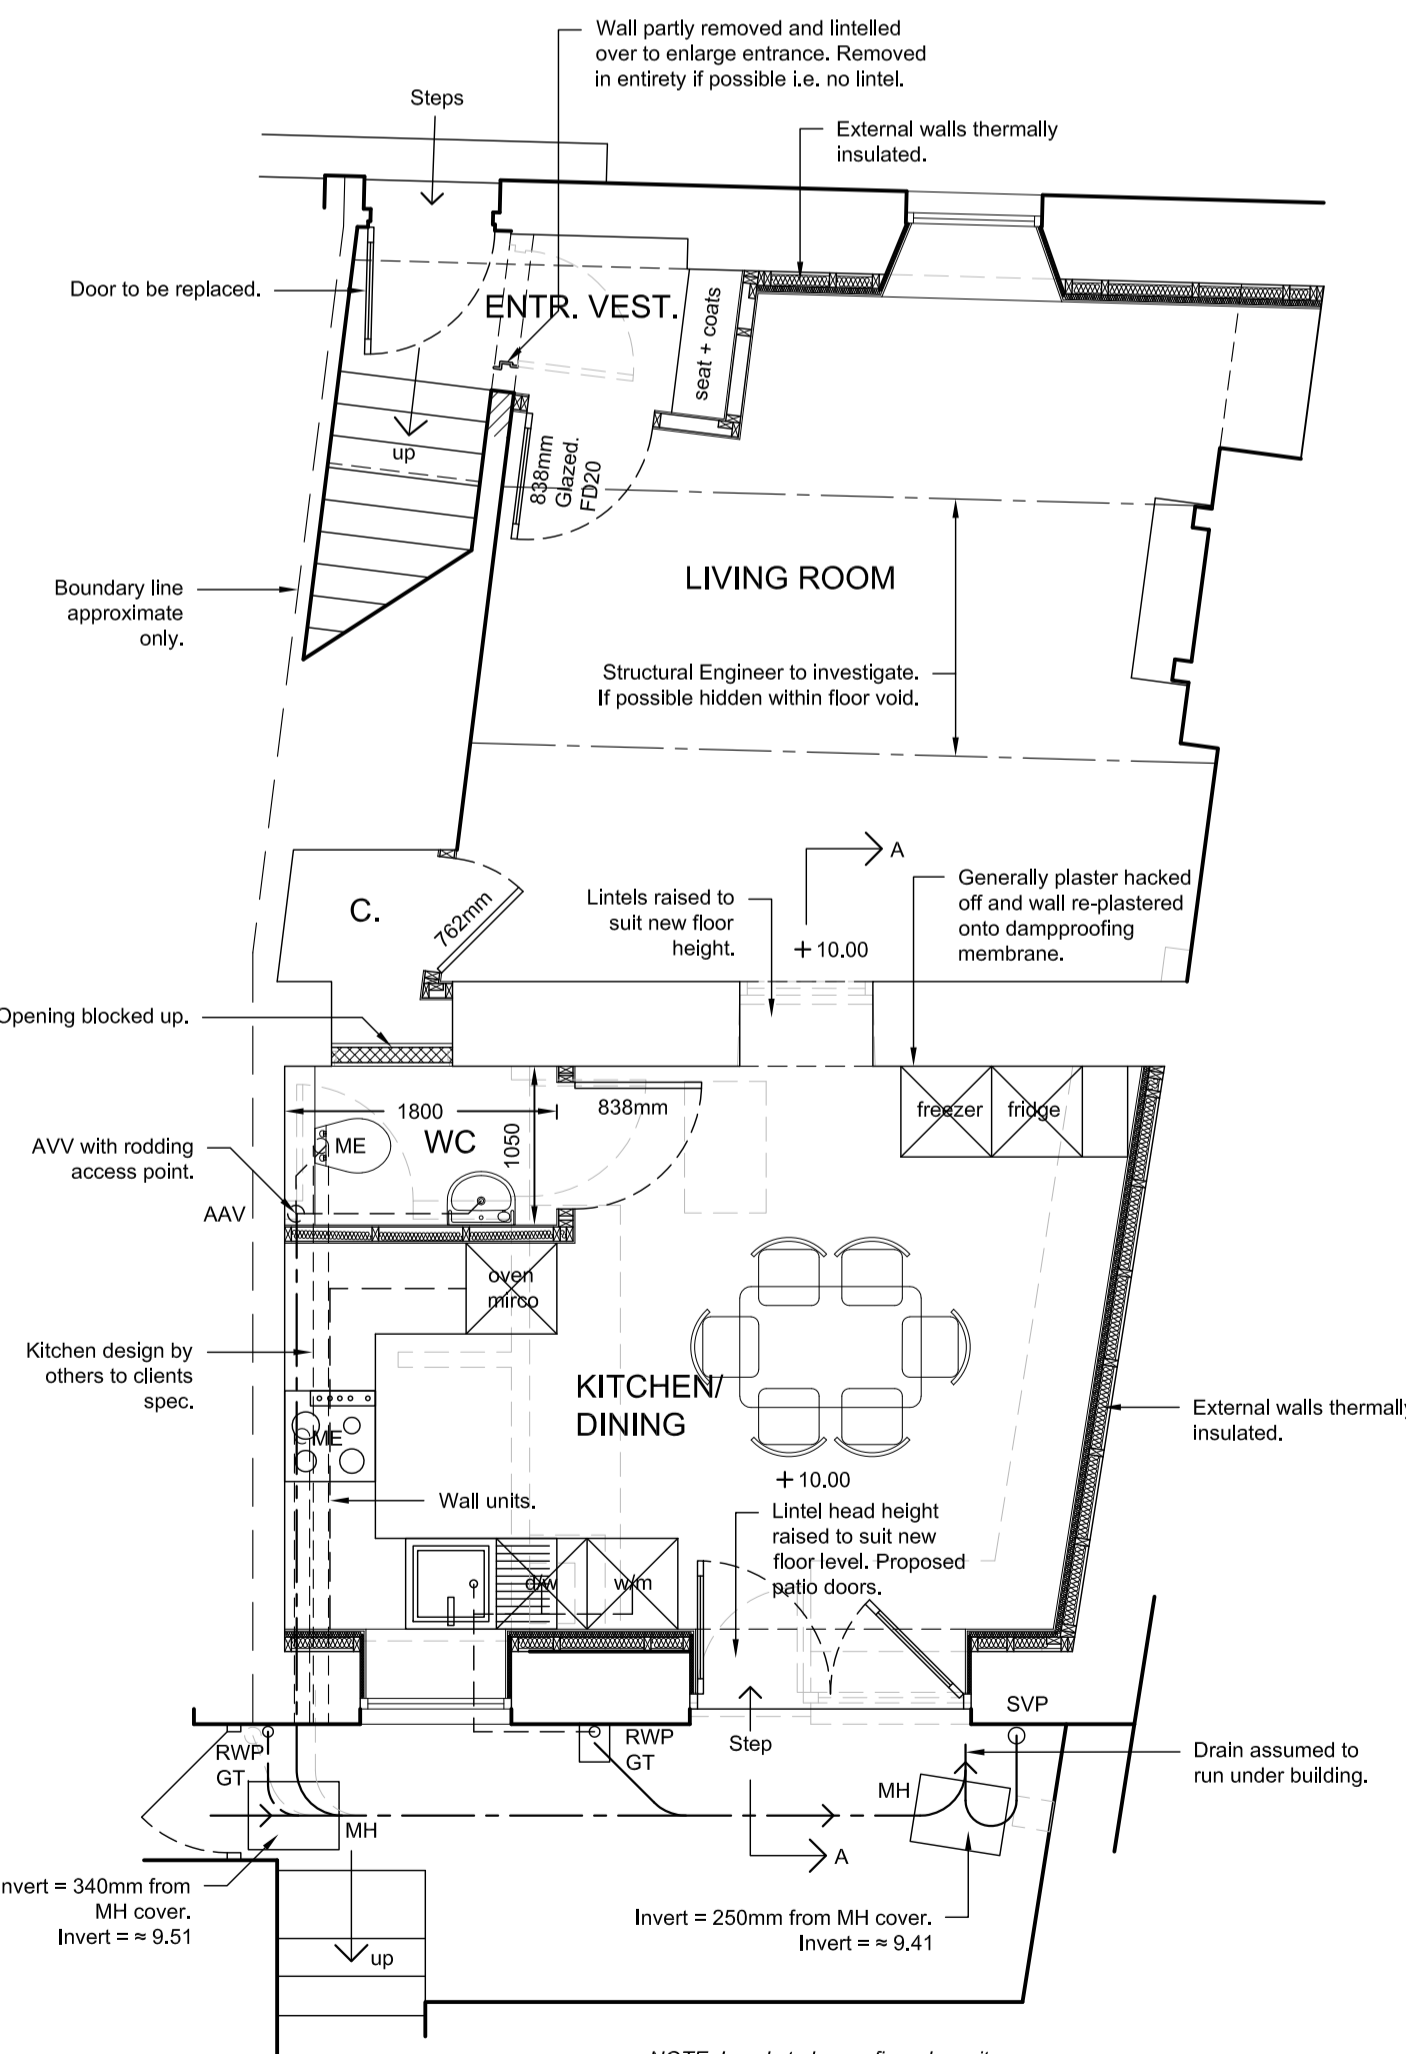 Wall partly removed and lintelled
over to enlarge entrance. Removed
in entirety if possible i.e. no lintel.
Steps
External walls thermally
insulated.
Door to be replaced.
ENTR. VEST.
seat + coats
up
838mm
Glazed.
FD20
LIVING ROOM
Boundary line
approximate
only.
Structural Engineer to investigate.
If possible hidden within floor void.
A
Lintels raised to
suit new floor
height.
Generally plaster hacked
off and wall re-plastered
onto dampproofing
membrane.
C.
762mm
+10.00
Opening blocked up.
1800
838mm
freezer
fridge
WC
ME
1050
AVV with rodding
access point.
AAV
oven
mirco
Kitchen design by
others to clients
spec.
KITCHEN/
DINING
External walls thermally
insulated.
ME
+10.00
Wall units.
Lintel head height
raised to suit new
floor level. Proposed
patio doors.
d/w
w/m
SVP
RWP
GT
RWP
GT
Step
Drain assumed to
run under building.
MH
MH
A
Invert = 340mm from
MH cover.
Invert = ≈ 9.51
Invert = 250mm from MH cover.
Invert = ≈ 9.41
up